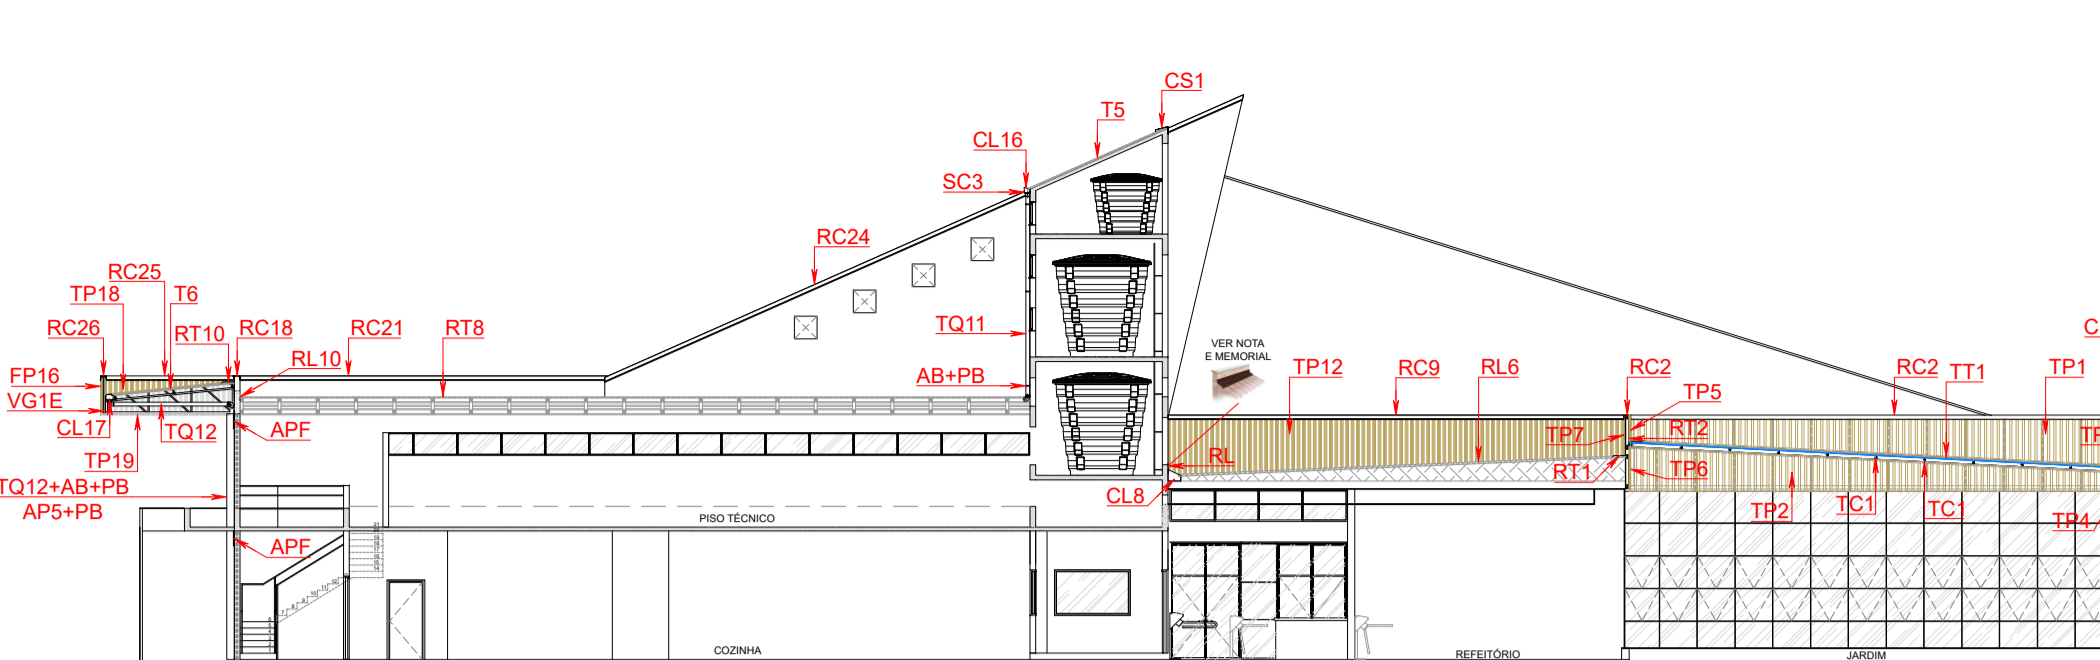 CS1
T5
CL16
SC3
RC24
RC25
TP18
T6
RC26
RT10
RC18
RC21
RT8
TQ11
RL10
VER NOTA
E MEMORIAL
FP16
AB+PB
TP12
RC9
RL6
RC2
RC2
TT1
TP1
TP5
VG1E
CL17
TQ12
APF
TP7
RT2
TP19
RL
RT1
TP6
TQ12+AB+PB
AP5+PB
CL8
TP2
TC1
TC1
TP4
PISO TÉCNICO
APF
COZINHA
REFEITÓRIO
JARDIM